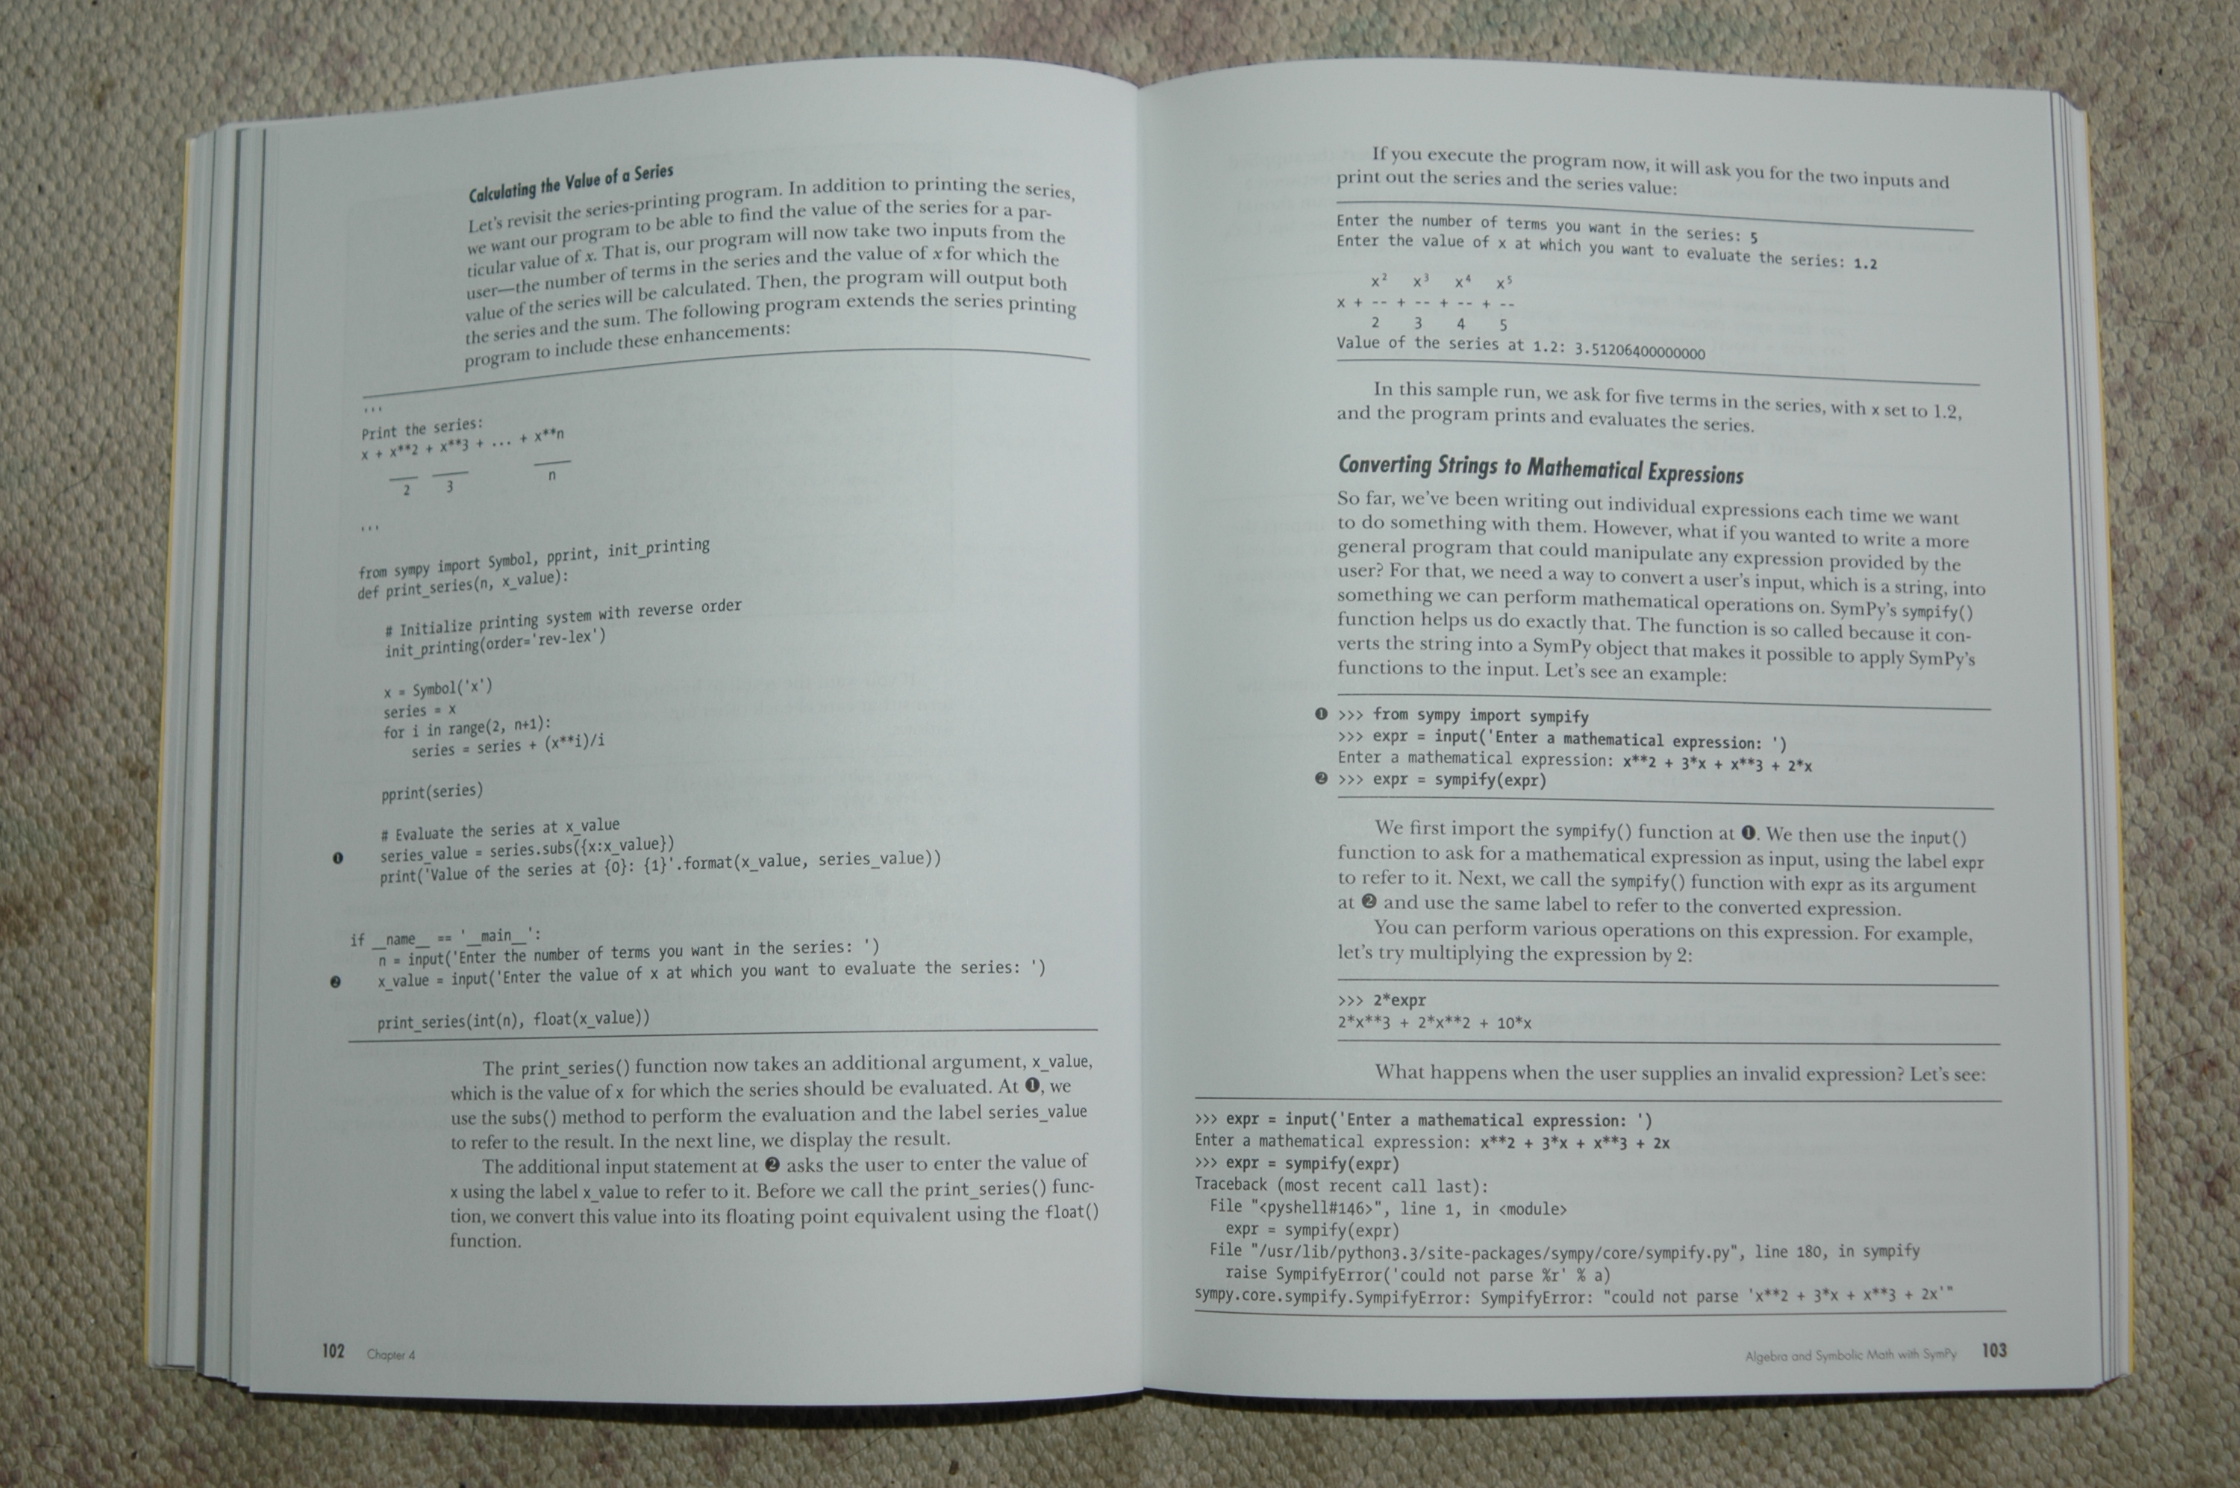 Calculating the Value of a Series
Let's revisit the series-printing program. In addition to printing the series,
we want our program to be able to find the value of the series for a par-
ticular value of x. That is, our program will now take two inputs from the
user—the number of terms in the series and the value of x for which the
value of the series will be calculated. Then, the program will output both
the series and the sum. The following program extends the series printing
program to include these enhancements:
'''
Print the series:
x + x**2 + x**3 + ... + x**n
____ ____ ____
2 3 n
'''
from sympy import Symbol, pprint, init_printing
def print_series(n, x_value):
# Initialize printing system with reverse order
init_printing(order='rev-lex')
x = Symbol('x')
series = x
for i in range(2, n+1):
series = series + (x**i)/i
pprint(series)
# Evaluate the series at x_value
❶ series_value = series.subs({x:x_value})
print('Value of the series at {0}: {1}'.format(x_value, series_value))
if __name__ == '__main__':
n = input('Enter the number of terms you want in the series: ')
❷ x_value = input('Enter the value of x at which you want to evaluate the series: ')
print_series(int(n), float(x_value))
The print_series() function now takes an additional argument, x_value,
which is the value of x for which the series should be evaluated. At ❶, we
use the subs() method to perform the evaluation and the label series_value
to refer to the result. In the next line, we display the result.
The additional input statement at ❷ asks the user to enter the value of
x using the label x_value to refer to it. Before we call the print_series() func-
tion, we convert this value into its floating point equivalent using the float()
function.
102 Chapter 4
If you execute the program now, it will ask you for the two inputs and
print out the series and the series value:
Enter the number of terms you want in the series: 5
Enter the value of x at which you want to evaluate the series: 1.2
x² x³ x⁴ x⁵
x + -- + -- + -- + --
2 3 4 5
Value of the series at 1.2: 3.51206400000000
In this sample run, we ask for five terms in the series, with x set to 1.2,
and the program prints and evaluates the series.
Converting Strings to Mathematical Expressions
So far, we've been writing out individual expressions each time we want
to do something with them. However, what if you wanted to write a more
general program that could manipulate any expression provided by the
user? For that, we need a way to convert a user's input, which is a string, into
something we can perform mathematical operations on. SymPy's sympify()
function helps us do exactly that. The function is so called because it con-
verts the string into a SymPy object that makes it possible to apply SymPy's
functions to the input. Let's see an example:
❶ >>> from sympy import sympify
>>> expr = input('Enter a mathematical expression: ')
Enter a mathematical expression: x**2 + 3*x + x**3 + 2*x
❷ >>> expr = sympify(expr)
We first import the sympify() function at ❶. We then use the input()
function to ask for a mathematical expression as input, using the label expr
to refer to it. Next, we call the sympify() function with expr as its argument
at ❷ and use the same label to refer to the converted expression.
You can perform various operations on this expression. For example,
let's try multiplying the expression by 2:
>>> 2*expr
2*x**3 + 2*x**2 + 10*x
What happens when the user supplies an invalid expression? Let's see:
>>> expr = input('Enter a mathematical expression: ')
Enter a mathematical expression: x**2 + 3*x + x**3 + 2x
>>> expr = sympify(expr)
Traceback (most recent call last):
File "<pyshell#146>", line 1, in <module>
expr = sympify(expr)
File "/usr/lib/python3.3/site-packages/sympy/core/sympify.py", line 180, in sympify
raise SympifyError('could not parse %r' % a)
sympy.core.sympify.SympifyError: SympifyError: "could not parse 'x**2 + 3*x + x**3 + 2x'"
Algebra and Symbolic Math with SymPy 103